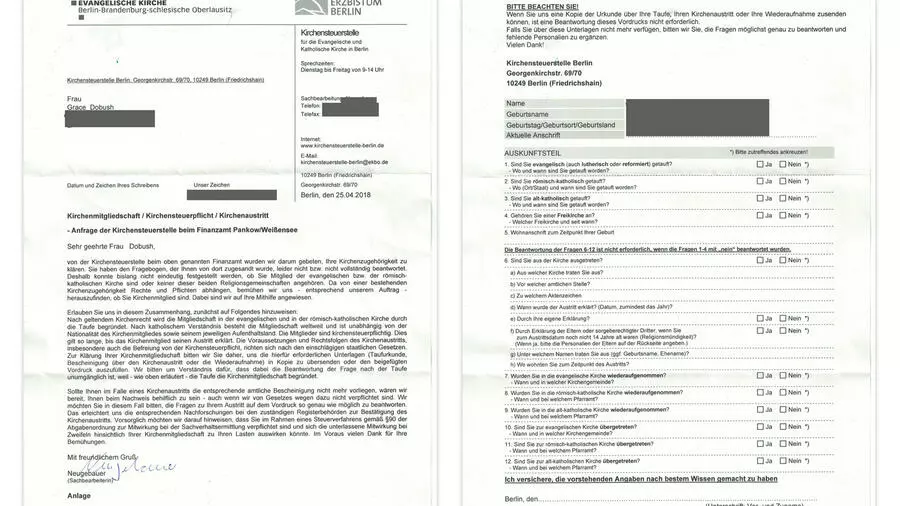 EVANGELISCHE KIRCHE
Berlin-Brandenburg-schlesische Oberlausitz
ERZBISTUM
BERLIN
Kirchensteuerstelle
für die Evangelische und
Katholische Kirche in Berlin
Sprechzeiten:
Dienstag bis Freitag von 9-14 Uhr
Kirchensteuerstelle Berlin, Georgenkirchstr. 69/70, 10249 Berlin (Friedrichshain)
Frau
Grace Dobush
Telefon:
Telefax:
Internet:
www.kirchensteuerstelle-berlin.de
E-Mail:
kirchensteuerstelle-berlin@ekbo.de
10249 Berlin (Friedrichshain)
Georgenkirchstr. 69/70
Datum und Zeichen Ihres Schreibens
Unser Zeichen
Berlin, den 25.04.2018
Kirchenmitgliedschaft / Kirchensteuerpflicht / Kirchenaustritt
- Anfrage der Kirchensteuerstelle beim Finanzamt Pankow/Weißensee
Sehr geehrte Frau Dobush,
von der Kirchensteuerstelle beim oben genannten Finanzamt wurden wir darum gebeten, Ihre Kirchenzugehörigkeit zu
klären. Sie haben den Fragebogen, der Ihnen von dort zugesandt wurde, leider nicht bzw. nicht vollständig beantwortet.
Deshalb konnte bislang nicht eindeutig festgestellt werden, ob Sie Mitglied der evangelischen bzw. der römisch-
katholischen Kirche sind oder keiner dieser beiden Religionsgemeinschaften angehören. Da von einer bestehenden
Kirchenzugehörigkeit Rechte und Pflichten abhängen, bemühen wir uns - entsprechend unserem Auftrag -
herauszufinden, ob Sie Kirchenmitglied sind. Dabei sind wir auf Ihre Mithilfe angewiesen.
Erlauben Sie uns in diesem Zusammenhang, zunächst auf Folgendes hinzuweisen:
Nach geltendem Kirchenrecht wird die Mitgliedschaft in der evangelischen und in der römisch-katholischen Kirche durch
die Taufe begründet. Nach katholischem Verständnis besteht die Mitgliedschaft weltweit und ist unabhängig von der
Nationalität des Kirchenmitgliedes sowie seinem jeweiligen Aufenthaltsland. Die Mitglieder sind kirchensteuerpflichtig. Dies
gilt so lange, bis das Kirchenmitglied seinen Austritt erklärt. Die Voraussetzungen und Rechtsfolgen des Kirchenaustritts,
insbesondere auch die Befreiung von der Kirchensteuerpflicht, richten sich nach den einschlägigen staatlichen Gesetzen.
Zur Klärung Ihrer Kirchenmitgliedschaft bitten wir Sie daher, uns die hierfür erforderlichen Unterlagen (Taufurkunde,
Bescheinigung über den Kirchenaustritt oder die Wiederaufnahme) in Kopie zu übersenden oder den beigefügten
Vordruck auszufüllen. Wir bitten um Verständnis dafür, dass dabei die Beantwortung der Frage nach der Taufe
unumgänglich ist, weil - wie oben erläutert - die Taufe die Kirchenmitgliedschaft begründet.
Sollte Ihnen im Falle eines Kirchenaustritts die entsprechende amtliche Bescheinigung nicht mehr vorliegen, wären wir
bereit, Ihnen beim Nachweis behilflich zu sein - auch wenn wir von Gesetzes wegen dazu nicht verpflichtet sind. Wir
möchten Sie in diesem Fall bitten, die Fragen zu Ihrem Austritt auf dem Vordruck so genau wie möglich zu beantworten.
Das erleichtert uns die entsprechenden Nachforschungen bei den zuständigen Registerbehörden zur Bestätigung des
Kirchenaustritts. Vorsorglich möchten wir darauf hinweisen, dass Sie im Rahmen eines Steuerverfahrens gemäß §90 der
Abgabenordnung zur Mitwirkung bei der Sachverhaltsermittlung verpflichtet sind und sich die unterlassene Mitwirkung bei
Zweifeln hinsichtlich Ihrer Kirchenmitgliedschaft zu Ihren Lasten auswirken könnte. Im Voraus vielen Dank für Ihre
Bemühungen.
Mit freundlichem Gruß
Neugebauer
(Sachbearbeiterin)
Anlage
BITTE BEACHTEN SIE!
Wenn Sie uns eine Kopie der Urkunde über Ihre Taufe, Ihren Kirchenaustritt oder Ihre Wiederaufnahme zusenden
können, ist eine Beantwortung dieses Vordrucks nicht erforderlich.
Falls Sie über diese Unterlagen nicht mehr verfügen, bitten wir Sie, die Fragen möglichst genau zu beantworten und
fehlende Personalien zu ergänzen.
Vielen Dank!
Kirchensteuerstelle Berlin
Georgenkirchstr. 69/70
10249 Berlin (Friedrichshain)
Name
Geburtsname
Geburtstag/Geburtsort/Geburtsland
Aktuelle Anschrift
AUSKUNFTSTEIL *) Bitte zutreffendes ankreuzen!
1. Sind Sie evangelisch (auch lutherisch oder reformiert) getauft? Ja Nein *)
- Wo und wann sind Sie getauft worden?
2. Sind Sie römisch-katholisch getauft? Ja Nein *)
- Wo (Ort/Staat) und wann sind Sie getauft worden?
3. Sind Sie alt-katholisch getauft? Ja Nein *)
- Wo und wann sind Sie getauft worden?
4. Gehören Sie einer Freikirche an? Ja Nein *)
- Welcher Freikirche und seit wann?
5. Wohnanschrift zum Zeitpunkt Ihrer Geburt
Die Beantwortung der Fragen 6-12 ist nicht erforderlich, wenn die Fragen 1-4 mit „nein" beantwortet wurden.
6. Sind Sie aus der Kirche ausgetreten? Ja Nein *)
a) Aus welcher Kirche traten Sie aus?
b) Vor welcher amtlichen Stelle?
c) Zu welchem Aktenzeichen
d) Wann wurde der Austritt erklärt? (Datum, zumindest das Jahr?)
e) Durch Ihre eigene Erklärung? Ja Nein *)
f) Durch Erklärung der Eltern oder sorgeberechtigter Dritter, wenn Sie Ja Nein *)
zum Austrittsdatum noch nicht 14 Jahre alt waren (Religionsmündigkeit)?
(Wenn ja, bitte die Personalien der Eltern auf der Rückseite angeben.)
g) Unter welchen Namen traten Sie aus (ggf. Geburtsname, Ehename)?
h) Wo wohnten Sie zum Zeitpunkt des Austritts?
7. Wurden Sie in die evangelische Kirche wiederaufgenommen? Ja Nein *)
- Wann und in welcher Kirchengemeinde?
8. Wurden Sie in die römisch-katholische Kirche wiederaufgenommen? Ja Nein *)
- Wann und bei welchem Pfarramt?
9. Wurden Sie in die alt-katholische Kirche wiederaufgenommen? Ja Nein *)
- Wann und bei welchem Pfarramt?
10. Sind Sie zur evangelischen Kirche übergetreten? Ja Nein *)
- Wann und in welcher Kirchengemeinde?
11. Sind Sie zur römisch-katholischen Kirche übergetreten? Ja Nein *)
- Wann und bei welchem Pfarramt?
12. Sind Sie zur alt-katholischen Kirche übergetreten? Ja Nein *)
- Wann und bei welchem Pfarramt?
Ich versichere, die vorstehenden Angaben nach bestem Wissen gemacht zu haben
Berlin, den